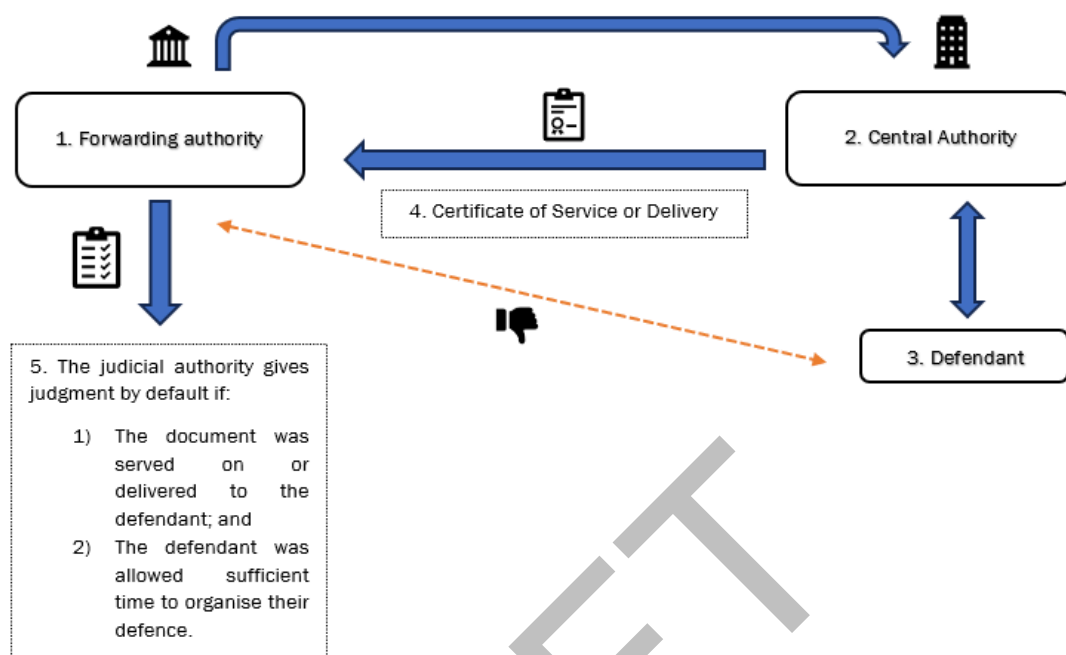 1. Forwarding authority
2. Central Authority
4. Certificate of Service or Delivery
3. Defendant
5. The judicial authority gives
judgment by default if:
1) The document was
served on or
delivered to the
defendant; and
2) The defendant was
allowed sufficient
time to organise their
defence.